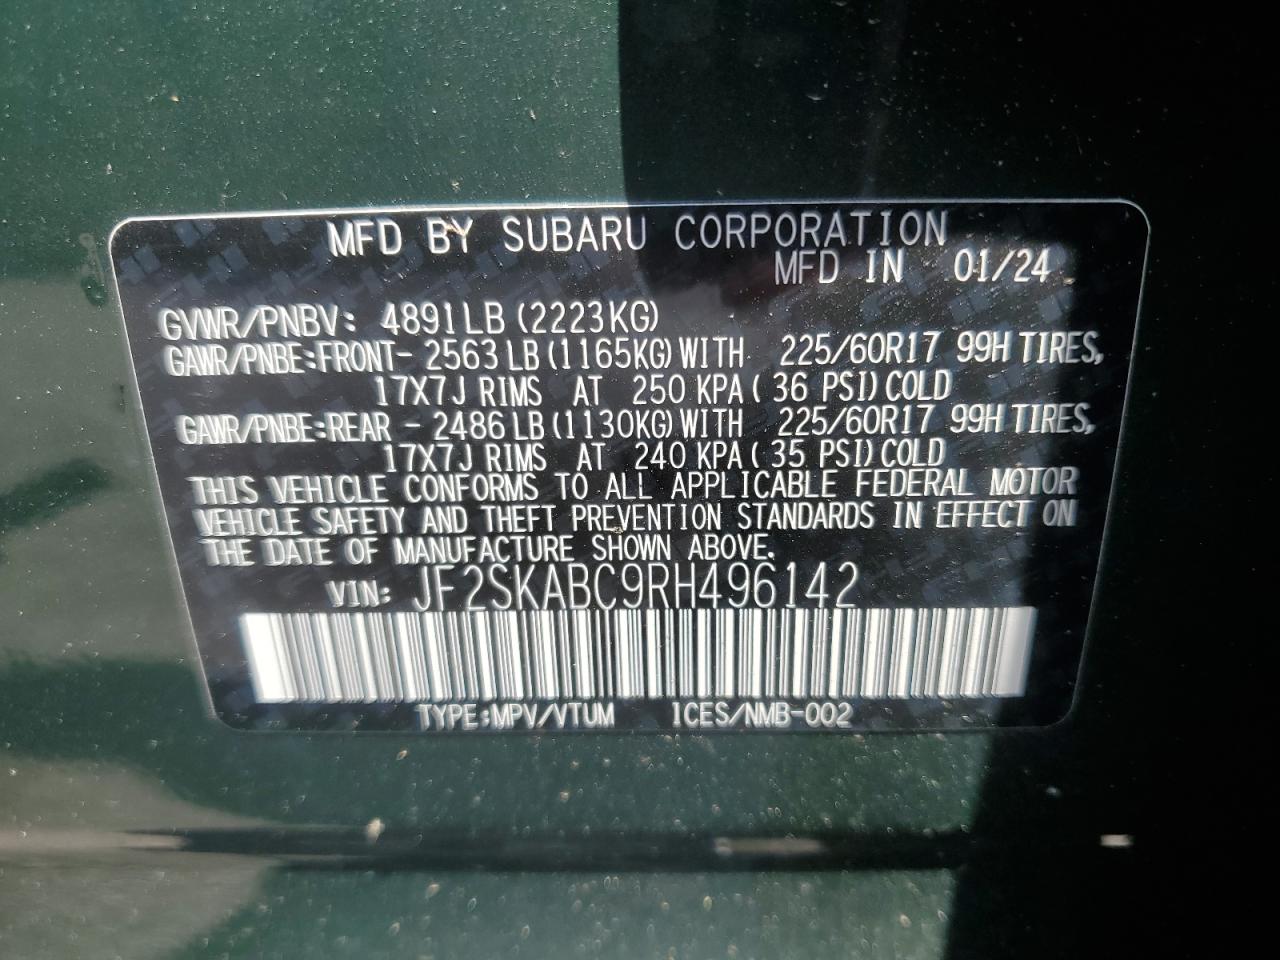 MFD BY SUBARU CORPORATION
MFD IN 01/24
GVWR/PNBV: 4891LB (2223KG)
GAWR/PNBE:FRONT- 2563LB (1165KG) WITH 225/60R17 99H TIRES,
17X7J RIMS AT 250 KPA ( 36 PSI) COLD
GAWR/PNBE:REAR - 2486LB (1130KG) WITH 225/60R17 99H TIRES,
17X7J RIMS AT 240 KPA ( 35 PSI) COLD
THIS VEHICLE CONFORMS TO ALL APPLICABLE FEDERAL MOTOR
VEHICLE SAFETY AND THEFT PREVENTION STANDARDS IN EFFECT ON
THE DATE OF MANUFACTURE SHOWN ABOVE.
VIN: JF2SKABC9RH496142
TYPE:MPV/VTUM ICES/NMB-002